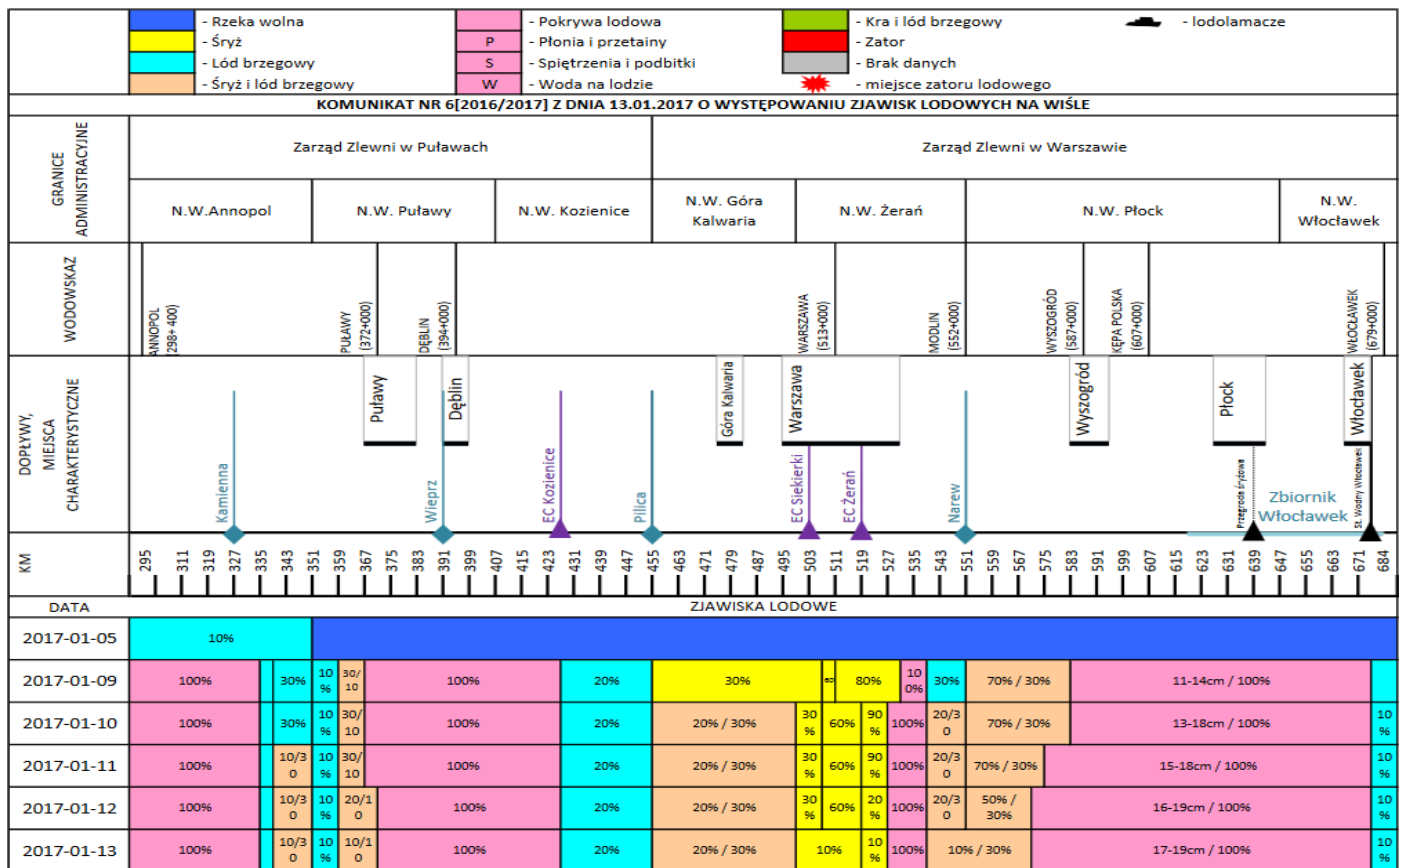 - Rzeka wolna
- Śryż
- Lód brzegowy
- Śryż i lód brzegowy
- Pokrywa lodowa
P - Płonia i przetainy
S - Spiętrzenia i podbitki
W - Woda na lodzie
- Kra i lód brzegowy
- Zator
- Brak danych
- miejsce zatoru lodowego
- lodolamacze
KOMUNIKAT NR 6[2016/2017] Z DNIA 13.01.2017 O WYSTĘPOWANIU ZJAWISK LODOWYCH NA WIŚLE
GRANICE
ADMINISTRACYJNE
Zarząd Zlewni w Puławach
Zarząd Zlewni w Warszawie
N.W.Annopol
N.W. Puławy
N.W. Kozienice
N.W. Góra
Kalwaria
N.W. Żerań
N.W. Płock
N.W.
Włocławek
WODOWSKAZ
ANNOPOL
(298+ 400)
PUŁAWY
(372+000)
DĘBLIN
(394+000)
WARSZAWA
(513+000)
MODLIN
(552+000)
WYSZOGRÓD
(587+000)
KĘPA POLSKA
(607+000)
WŁOCŁAWEK
(679+000)
DOPŁYWY,
MIEJSCA
CHARAKTERYSTYCZNE
Kamienna
Puławy
Wieprz
Dęblin
EC Kozienice
Pilica
Góra Kalwaria
Warszawa
EC Siekierki
EC Żerań
Narew
Wyszogród
Płock
Przegroda śryżowa
Zbiornik
Włocławek
Włocławek
St. Wodny Włocławek
KM
295 311 319 327 335 343 351 359 367 375 383 391 399 407 415 423 431 439 447 455 463 471 479 487 495 503 511 519 527 535 543 551 559 567 575 583 591 599 607 615 623 631 639 647 655 663 671 684
DATA ZJAWISKA LODOWE
2017-01-05 10%
2017-01-09 100% 30% 10% 30/10 100% 20% 30% 80% 100% 30% 70% / 30% 11-14cm / 100%
2017-01-10 100% 30% 10% 30/10 100% 20% 20% / 30% 30% 60% 90% 100% 20/30 70% / 30% 13-18cm / 100% 10%
2017-01-11 100% 10/30 10% 30/10 100% 20% 20% / 30% 30% 60% 90% 100% 20/30 70% / 30% 15-18cm / 100% 10%
2017-01-12 100% 10/30 10% 20/10 100% 20% 20% / 30% 30% 60% 20% 100% 20/30 50% / 30% 16-19cm / 100% 10%
2017-01-13 100% 10/30 10% 10/10 100% 20% 20% / 30% 10% 10% 100% 10% / 30% 17-19cm / 100% 10%